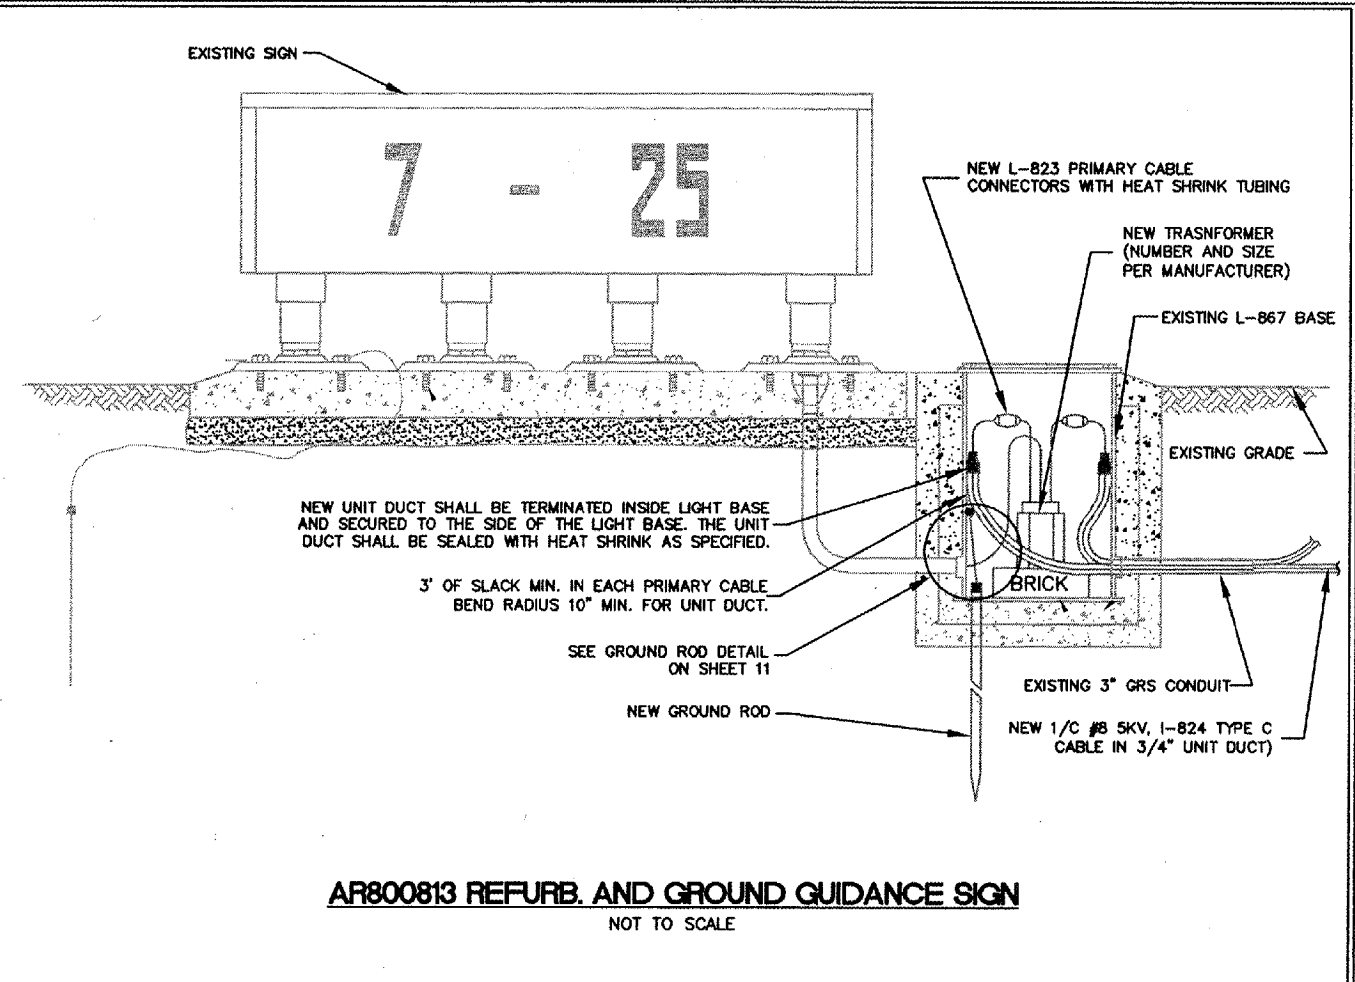 EXISTING SIGN
7 - 25
NEW L-823 PRIMARY CABLE
CONNECTORS WITH HEAT SHRINK TUBING
NEW TRASNFORMER
(NUMBER AND SIZE
PER MANUFACTURER)
EXISTING L-867 BASE
EXISTING GRADE
NEW UNIT DUCT SHALL BE TERMINATED INSIDE LIGHT BASE
AND SECURED TO THE SIDE OF THE LIGHT BASE. THE UNIT
DUCT SHALL BE SEALED WITH HEAT SHRINK AS SPECIFIED.
3' OF SLACK MIN. IN EACH PRIMARY CABLE
BEND RADIUS 10" MIN. FOR UNIT DUCT.
BRICK
SEE GROUND ROD DETAIL
ON SHEET 11
EXISTING 3" GRS CONDUIT
NEW GROUND ROD
NEW 1/C #8 5KV, l-824 TYPE C
CABLE IN 3/4" UNIT DUCT)
AR800813 REFURB. AND GROUND GUIDANCE SIGN
NOT TO SCALE